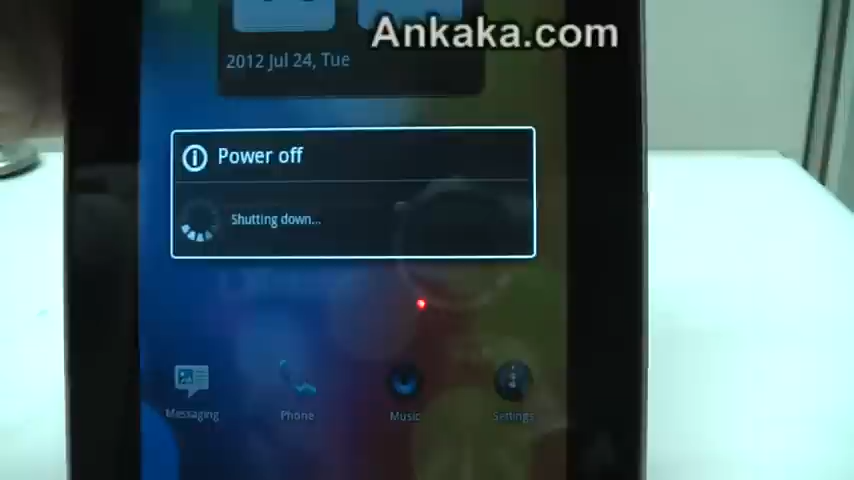 Ankaka.com
2012 Jul 24, Tue
Power off
Shutting down...
Messaging
Phone
Music
Settings